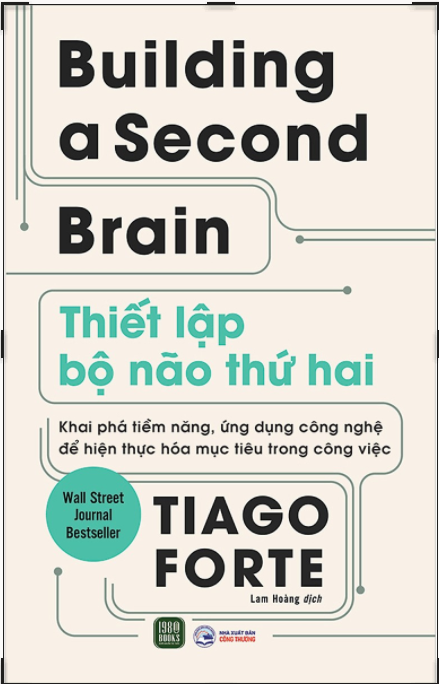 Building
a Second
Brain
Thiết lập
bộ não thứ hai
Khai phá tiềm năng, ứng dụng công nghệ
để hiện thực hóa mục tiêu trong công việc
Wall Street
Journal
Bestseller
TIAGO
FORTE
Lam Hoàng dịch
1980
BOOKS
NHÀ XUẤT BẢN
CÔNG THƯƠNG